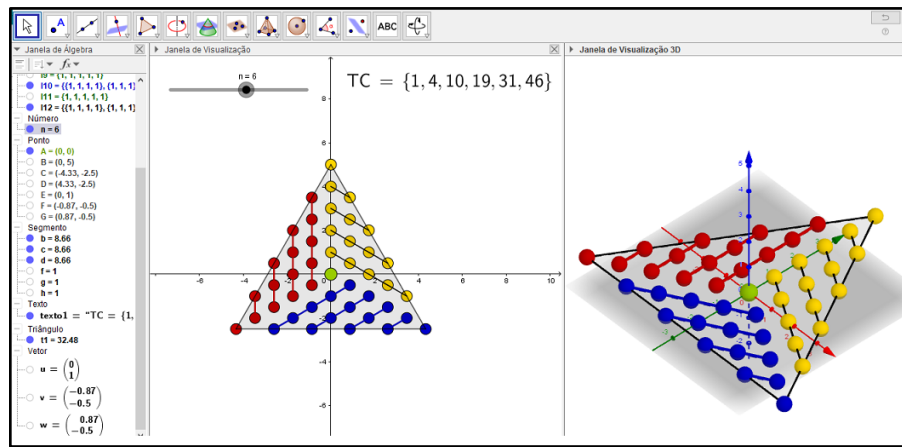 A
ABC
Janela de Álgebra
Janela de Visualização
Janela de Visualização 3D
l9 = {1, 1, 1, 1, 1}
l10 = {{1, 1, 1, 1}, {1, 1, 1}
l11 = {1, 1, 1, 1, 1}
l12 = {{1, 1, 1, 1}, {1, 1, 1}
Número
n = 6
Ponto
A = (0, 0)
B = (0, 5)
C = (-4.33, -2.5)
D = (4.33, -2.5)
E = (0, 1)
F = (-0.87, -0.5)
G = (0.87, -0.5)
Segmento
b = 8.66
c = 8.66
d = 8.66
f = 1
g = 1
h = 1
Texto
texto1 = "TC = {1,
Triângulo
t1 = 32.48
Vetor
u = (0
1)
v = (-0.87
-0.5)
w = (0.87
-0.5)
n = 6
TC = {1, 4, 10, 19, 31, 46}
8
6
4
2
0
-2
-4
-6
-6 -4 -2 0 2 4 6 8 10